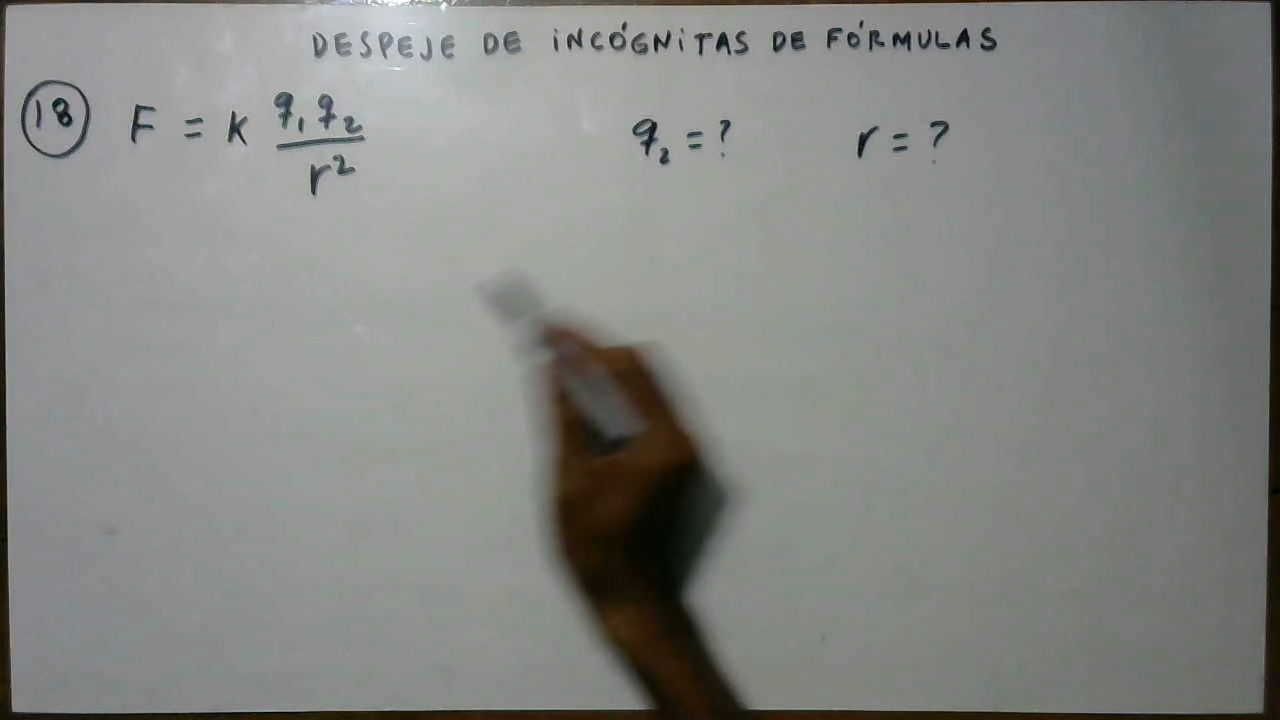 DESPEJE DE INCÓGNITAS DE FÓRMULAS
18 F = K q₁q₂ / r² q₂ = ? r = ?